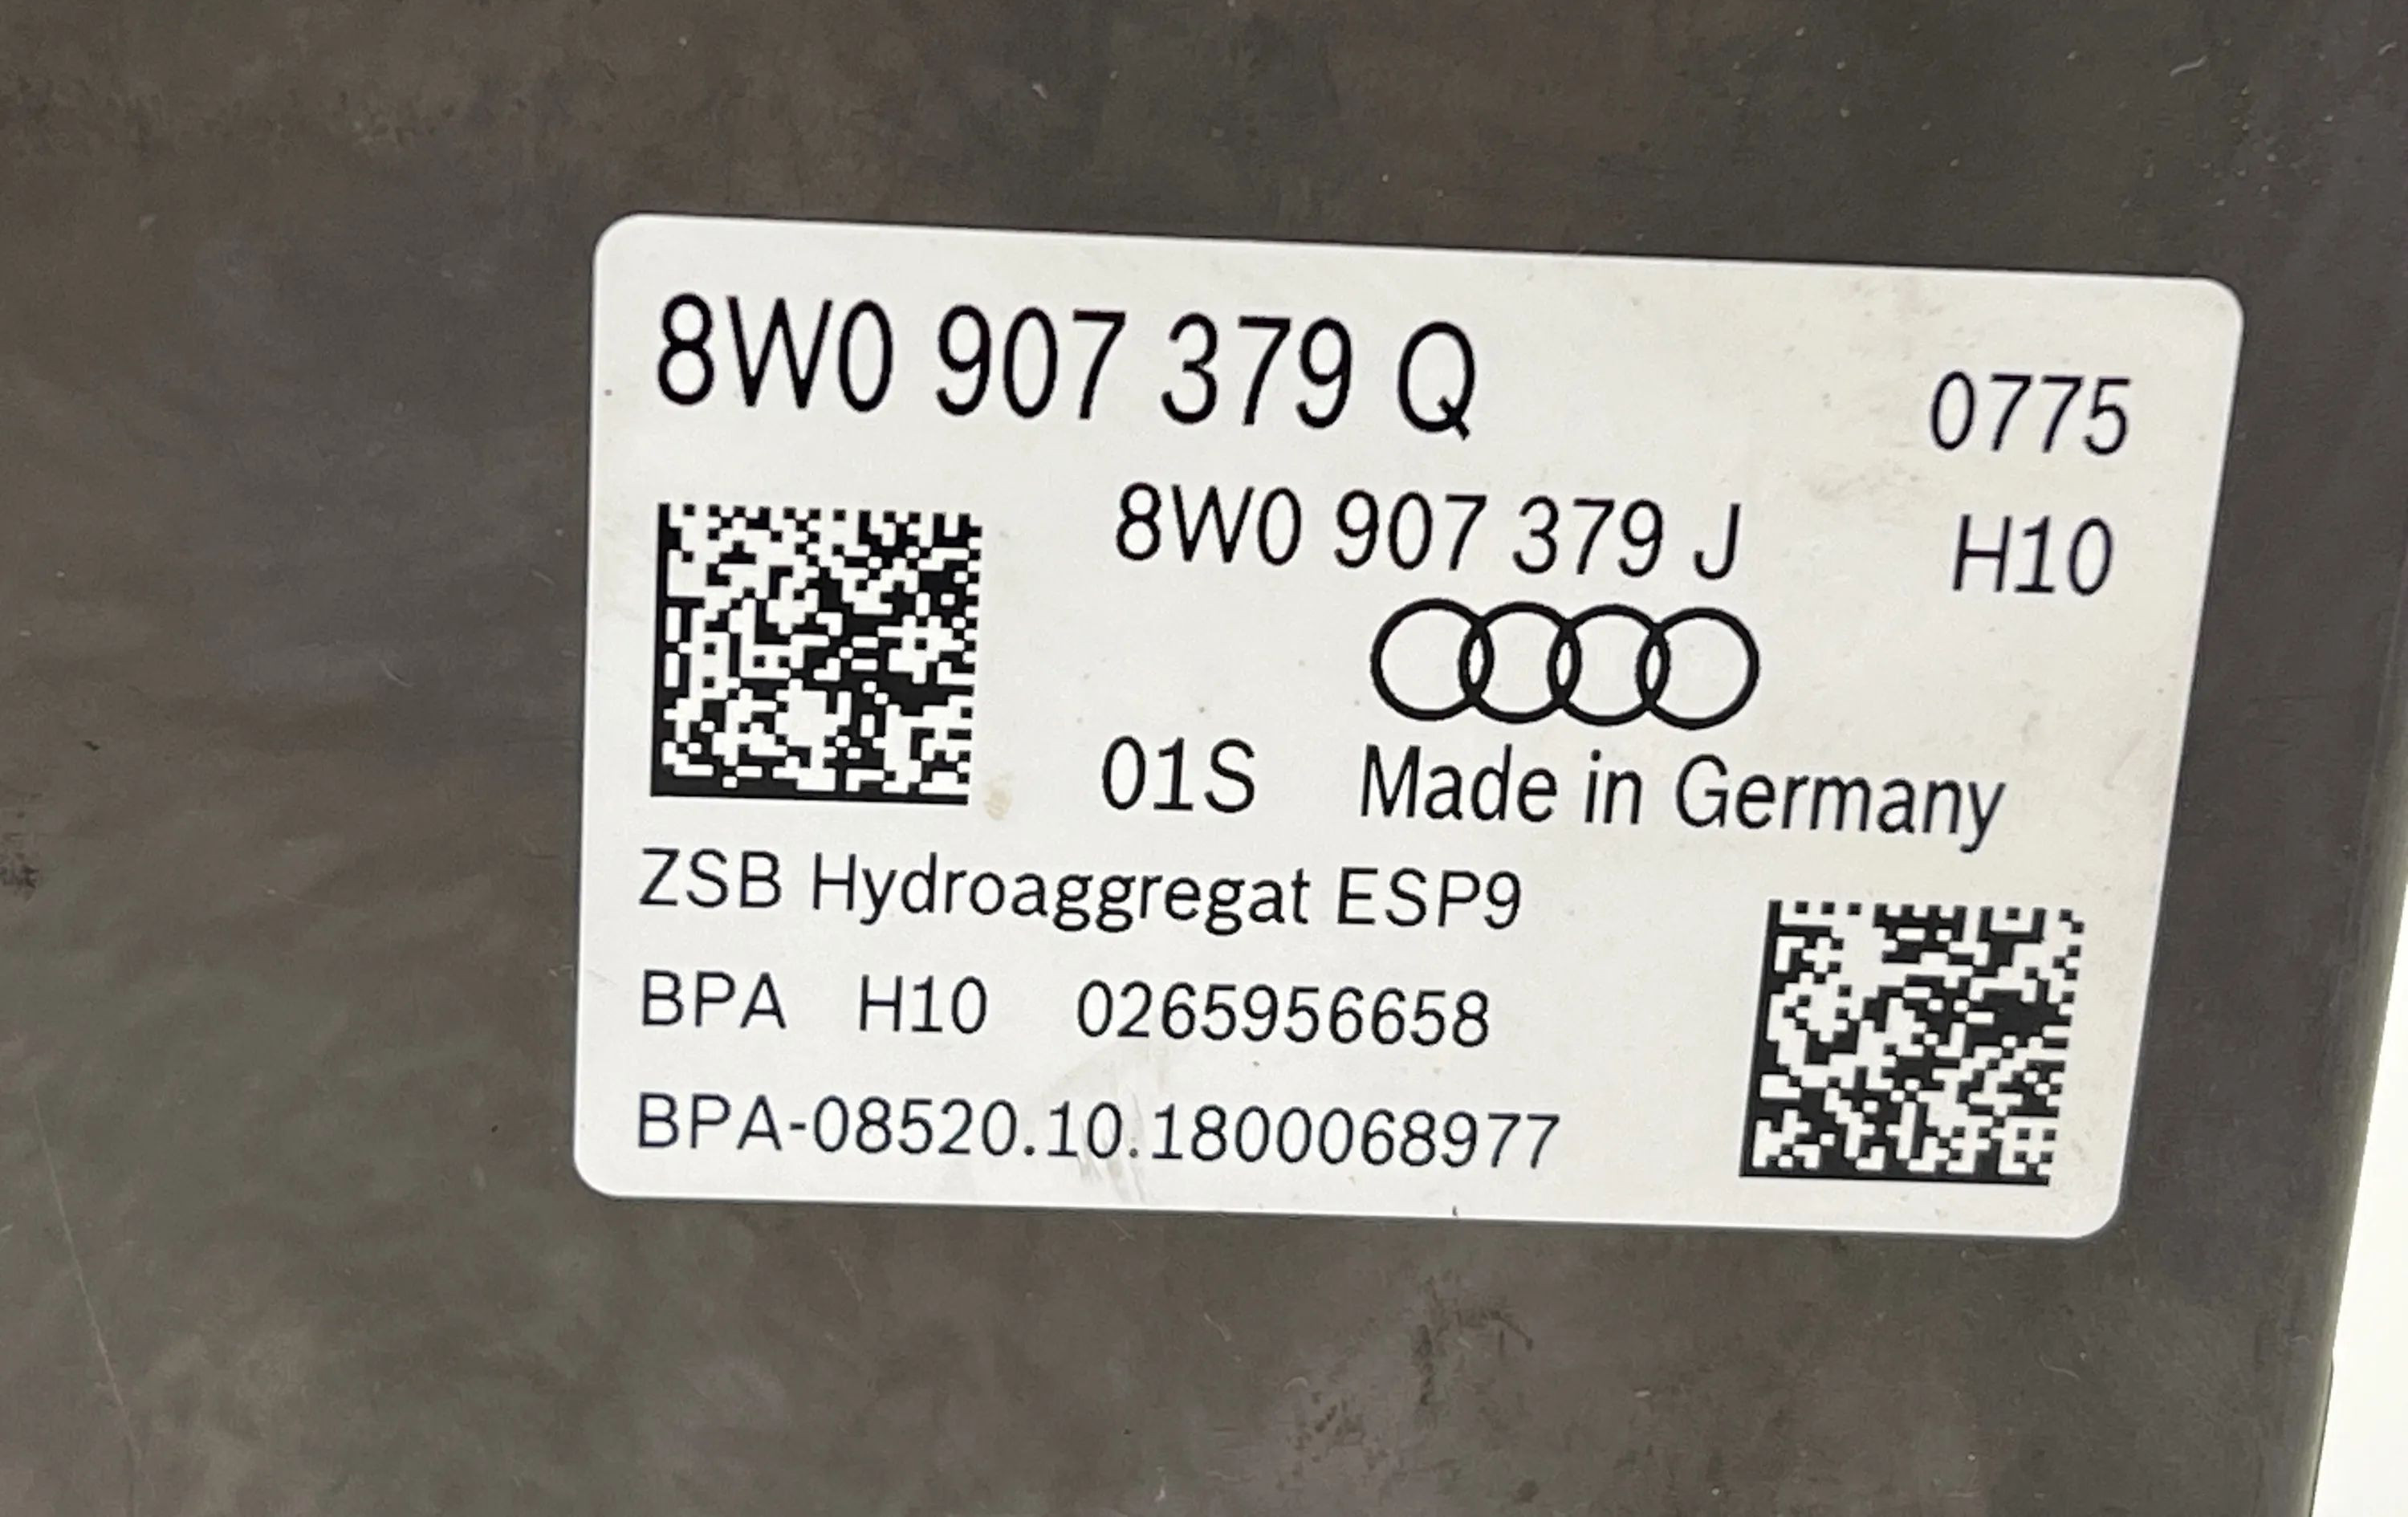 8W0 907 379 Q
0775
8W0 907 379 J
H10
01S Made in Germany
ZSB Hydroaggregat ESP9
BPA H10 0265956658
BPA-08520.10.1800068977